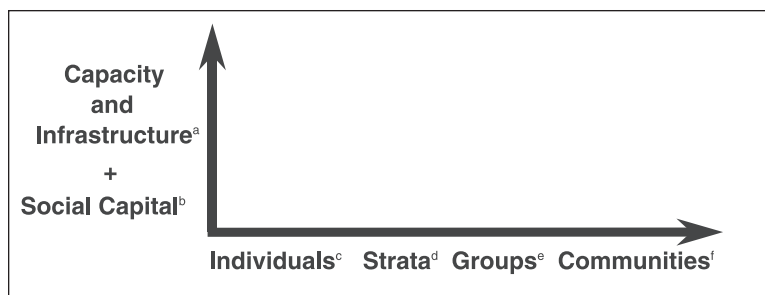 Capacity
and
Infrastructureᵃ
+
Social Capitalᵇ
Individualsᶜ Strataᵈ Groupsᵉ Communitiesᶠ